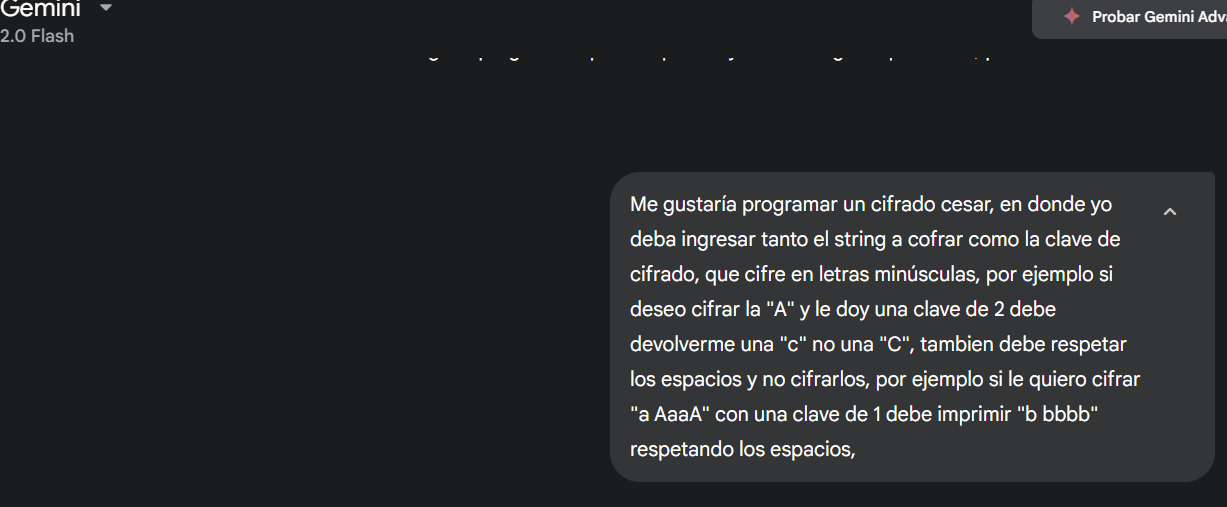 Gemini
2.0 Flash
Probar Gemini Adv
Me gustaría programar un cifrado cesar, en donde yo
deba ingresar tanto el string a cofrar como la clave de
cifrado, que cifre en letras minúsculas, por ejemplo si
deseo cifrar la "A" y le doy una clave de 2 debe
devolverme una "c" no una "C", tambien debe respetar
los espacios y no cifrarlos, por ejemplo si le quiero cifrar
"a AaaA" con una clave de 1 debe imprimir "b bbbb"
respetando los espacios,